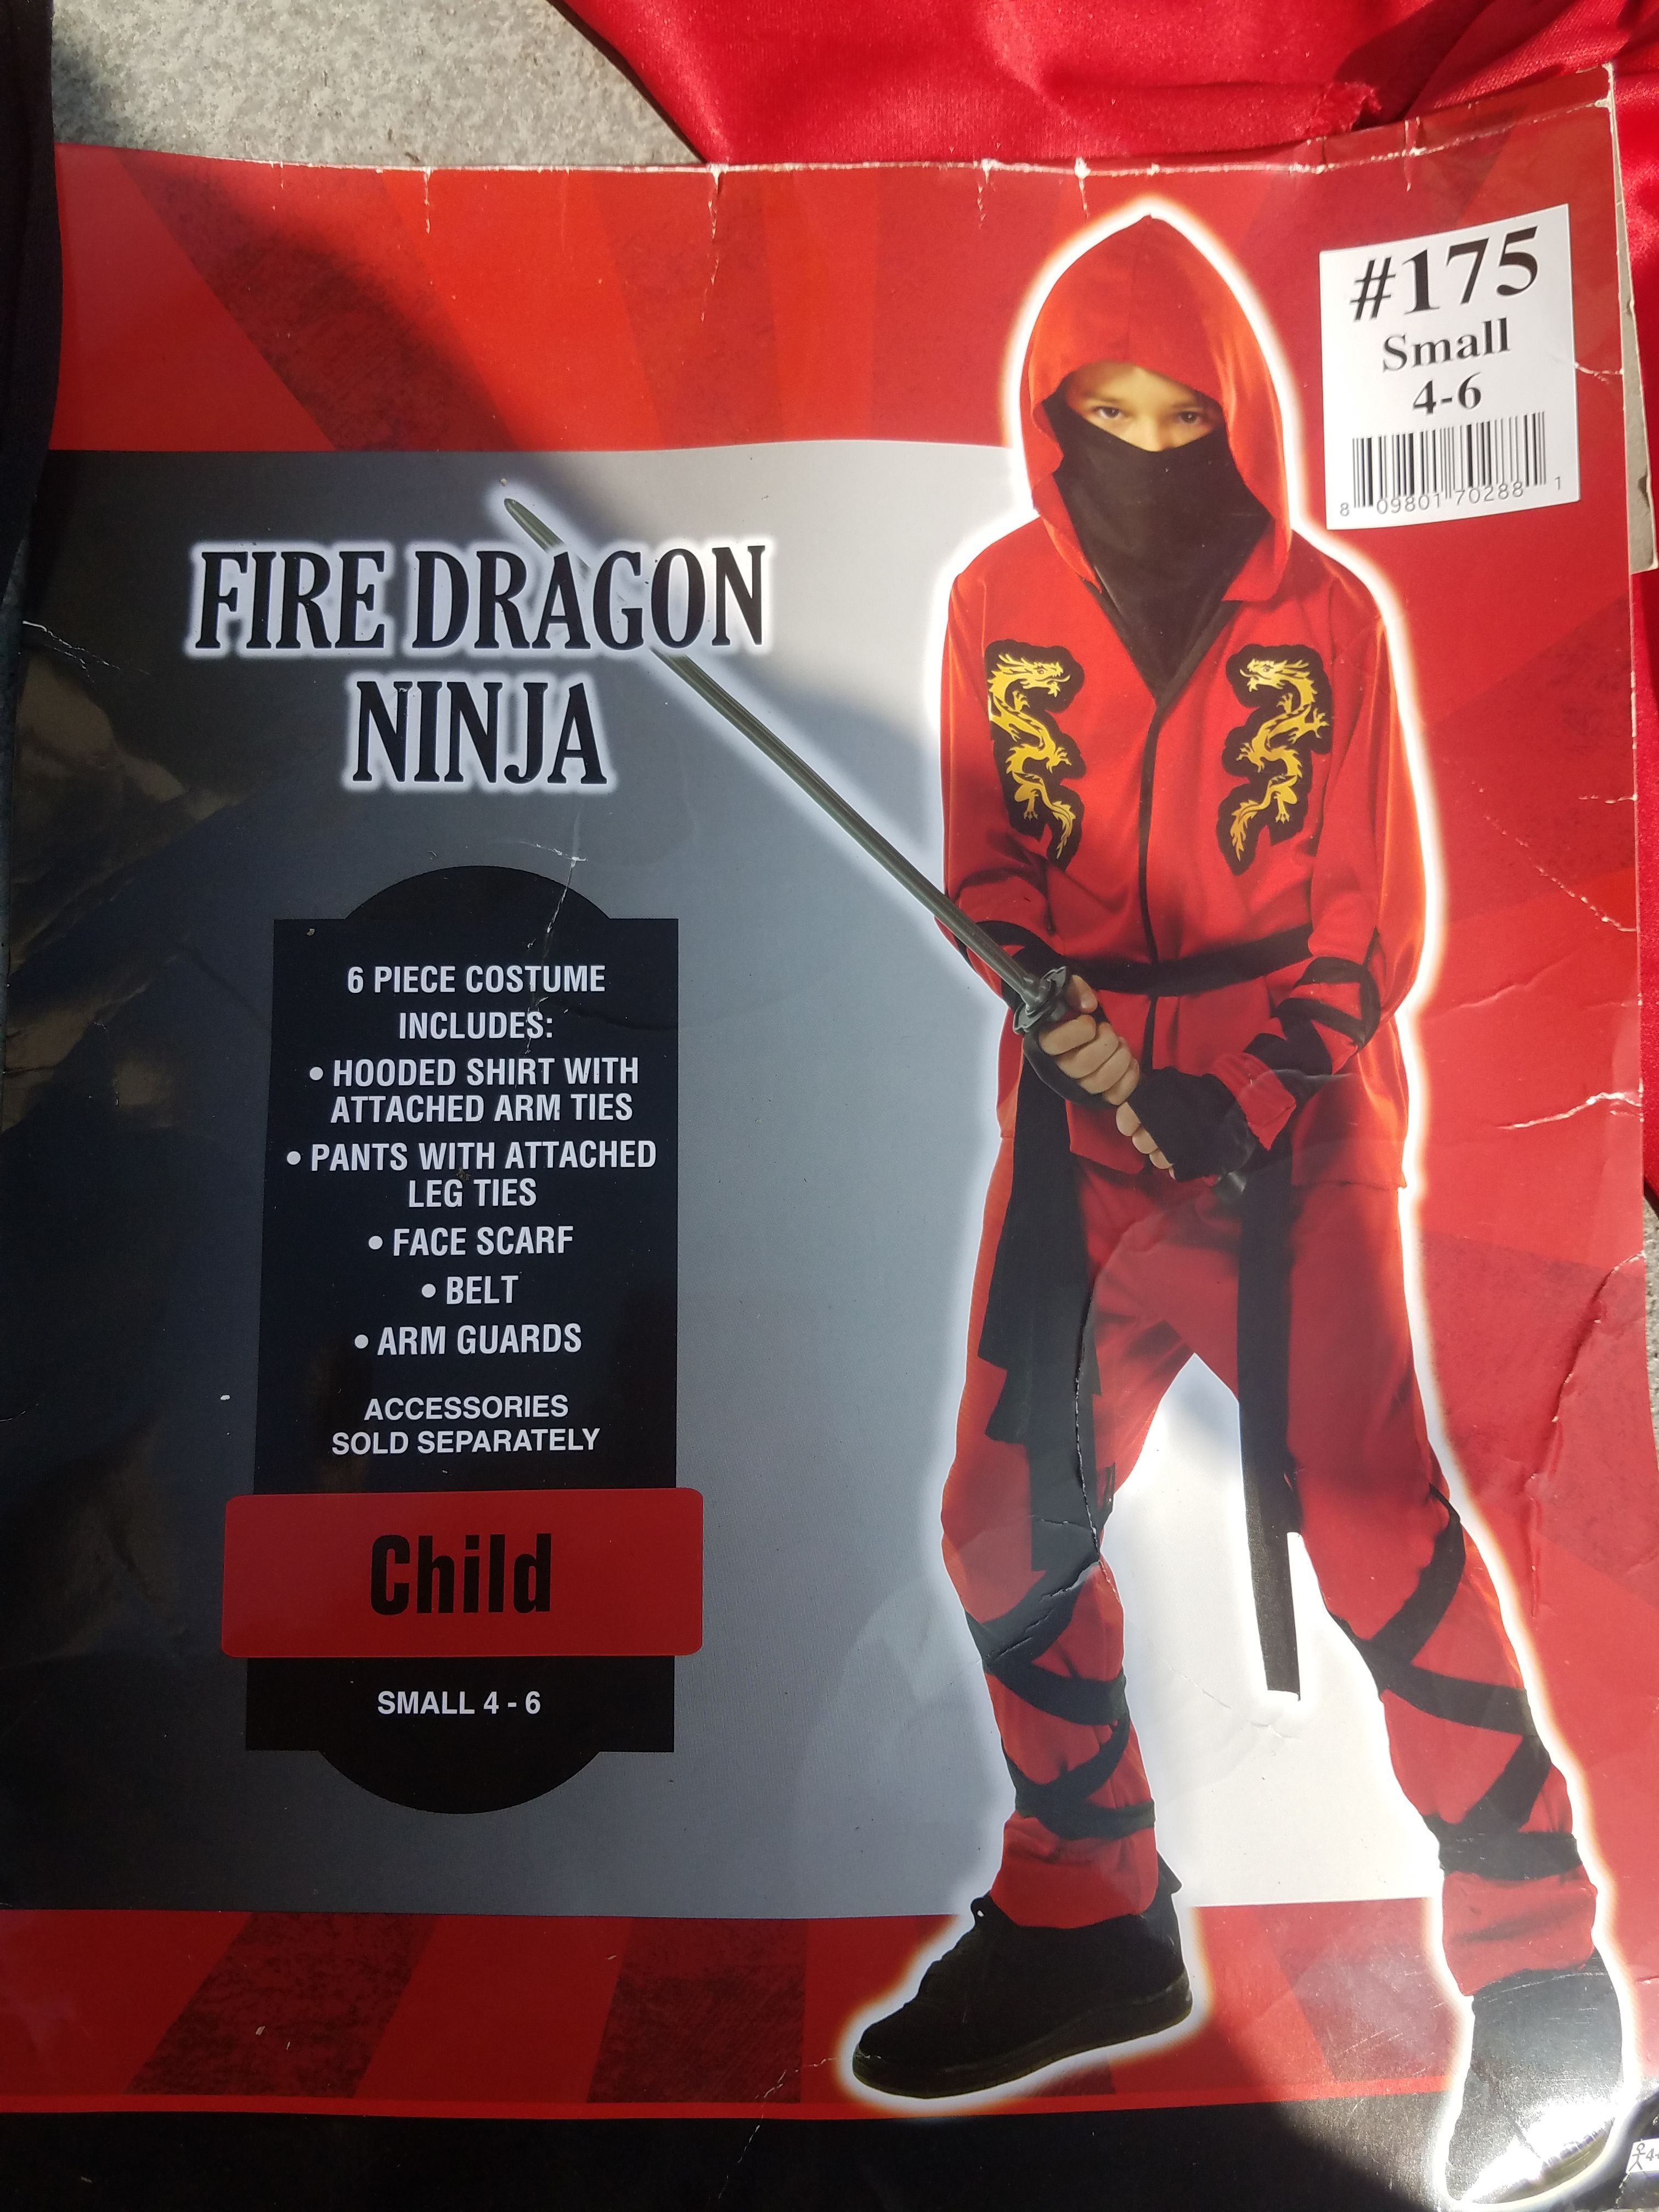 #175
Small
4-6
8 09801 70288 1
FIRE DRAGON
NINJA
6 PIECE COSTUME
INCLUDES:
• HOODED SHIRT WITH
ATTACHED ARM TIES
• PANTS WITH ATTACHED
LEG TIES
• FACE SCARF
• BELT
• ARM GUARDS
ACCESSORIES
SOLD SEPARATELY
Child
SMALL 4 - 6